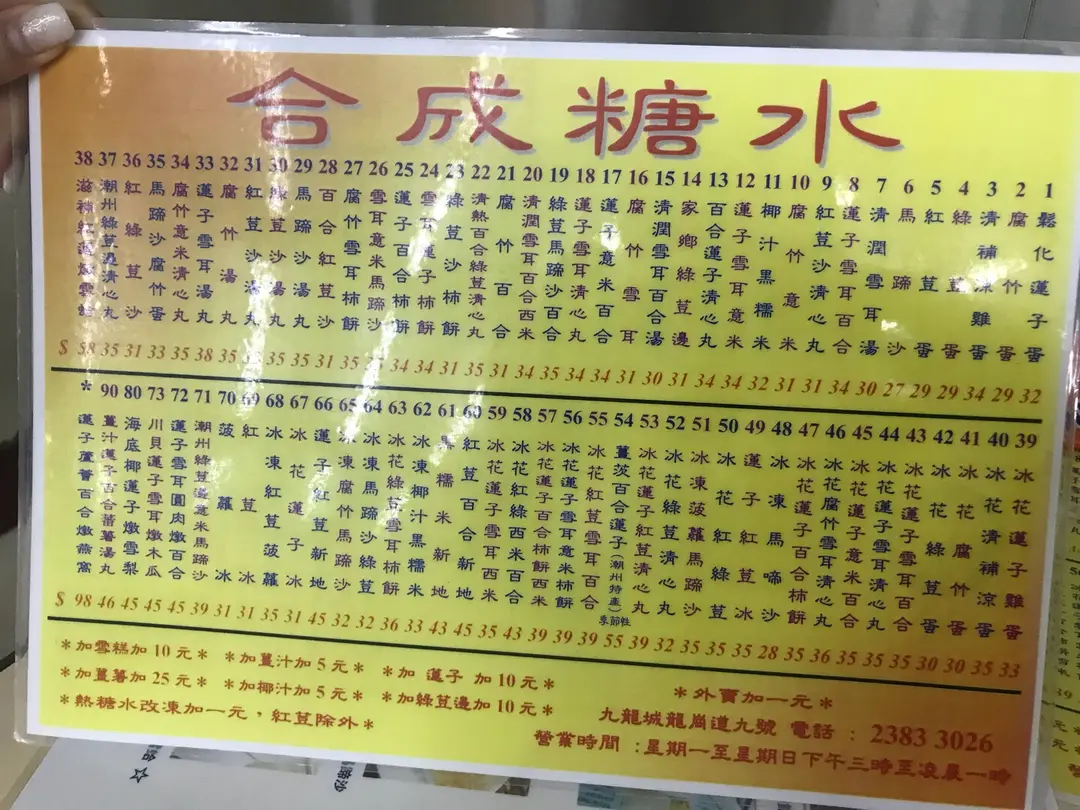 合成糖水
38 37 36 35 34 33 32 31 30 29 28 27 26 25 24 23 22 21 20 19 18 17 16 15 14 13 12 11 10 9 8 7 6 5 4 3 2 1
鬆化蓮子蛋
腐竹蛋
清補涼雞蛋
綠荳蛋
紅荳蛋
馬蹄沙
清潤雪耳湯
蓮子雪耳百合
紅荳沙清心丸
腐竹意米
椰汁黑糯米
蓮子雪耳意米
百合蓮子清心丸
家鄉綠荳邊
清潤雪耳百合湯
腐竹雪耳
蓮子意米百合
蓮子雪耳清心丸
綠荳馬蹄沙百合
清潤雪耳百合西米
腐竹百合
清熱百合綠荳清心丸
綠荳沙柿餅
雪耳蓮子柿餅
蓮子百合柿餅
雪耳意米馬蹄沙
腐竹雪耳柿餅
百合紅荳沙
馬蹄沙湯丸
綠荳沙湯丸
紅荳沙湯丸
腐竹湯丸
蓮子雪耳湯丸
腐竹意米清心丸
馬蹄沙腐竹蛋
紅綠荳沙
潮州綠荳邊清心丸
滋補紅酒燉雪
$ 35 31 33 35 38 35 35 35 31 35 34 34 31 35 31 34 35 34 34 31 30 31 34 34 32 31 31 34 30 27 29 29 34 29 32
* 90 80 73 72 71 70 69 68 67 66 65 64 63 62 61 60 59 58 57 56 55 54 53 52 51 50 49 48 47 46 45 44 43 42 41 40 39
冰花蓮子雞蛋
冰花清補涼
冰花腐竹蛋
冰花綠荳蛋
冰花蓮子雪耳百合
冰花蓮子雪耳清心丸
冰花蓮子雪耳意米百合
冰花腐竹雪耳清心丸
冰花蓮子百合柿餅
凍馬啼沙
蓮子紅荳冰
冰花紅綠荳
冰凍菠蘿馬蹄沙
冰花綠荳清心丸
冰花蓮子紅荳清心丸
薑茨百合蓮子(潮州特產)季節性
冰花紅荳雪耳百合
冰花蓮子雪耳意米柿餅
冰花蓮子百合柿餅西米
冰花紅綠西米百合
冰花蓮子雪耳西米
紅荳百合新地
黑糯米新地
冰凍椰汁黑糯米
冰花百合雪耳柿餅
冰凍馬蹄沙綠荳
冰凍腐竹馬蹄沙
蓮子紅荳新地
冰花蓮子冰
冰凍紅荳菠蘿
紅荳冰
菠蘿冰
潮州綠荳邊意米馬蹄沙
蓮子雪耳圓肉燉百合
川貝蓮子雪耳燉木瓜
海底椰蓮子燉雪梨
薑汁蓮子百合蕃薯湯丸
蓮子蘆薈百合燉燕窩
$ 98 46 45 45 45 39 31 31 35 31 45 32 32 36 33 43 45 35 43 39 39 39 55 39 32 35 35 35 28 35 36 35 35 35 30 30 35 33
＊加雪糕加10元＊ ＊加薑汁加5元＊ ＊加 蓮子 加10元＊
＊加薑薯加25元＊ ＊加椰汁加5元＊ ＊加綠荳邊加10元＊
＊熱糖水改凍加一元，紅荳除外＊
＊外賣加一元＊
九龍城龍崗道九號 電話 : 2383 3026
營業時間 :星期一至星期日下午三時至凌晨一時